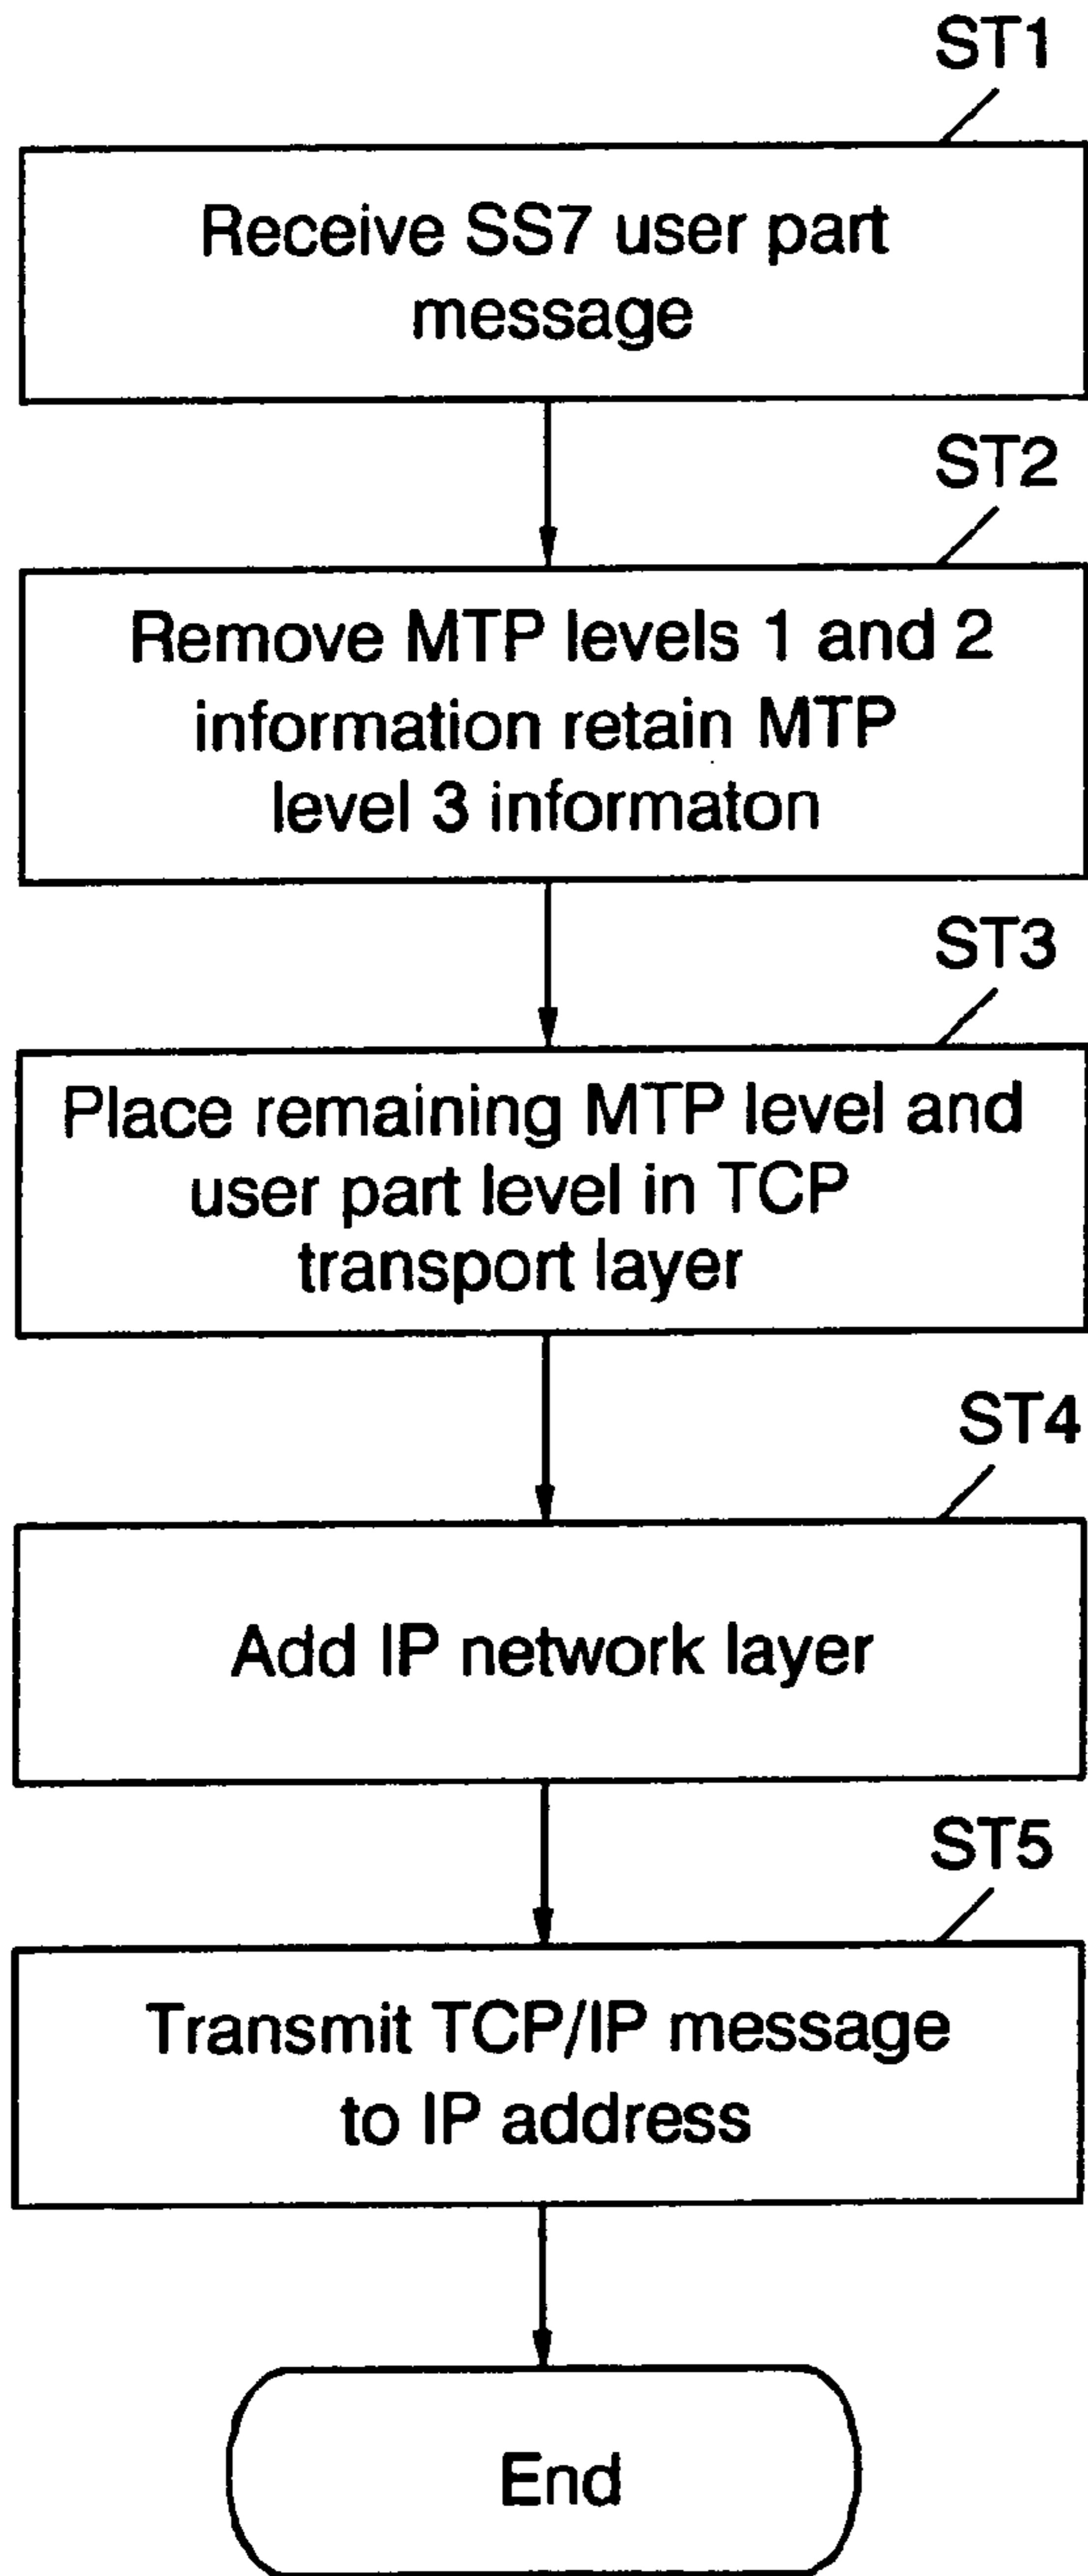 ST1
Receive SS7 user part
message
ST2
Remove MTP levels 1 and 2
information retain MTP
level 3 informaton
ST3
Place remaining MTP level and
user part level in TCP
transport layer
ST4
Add IP network layer
ST5
Transmit TCP/IP message
to IP address
End